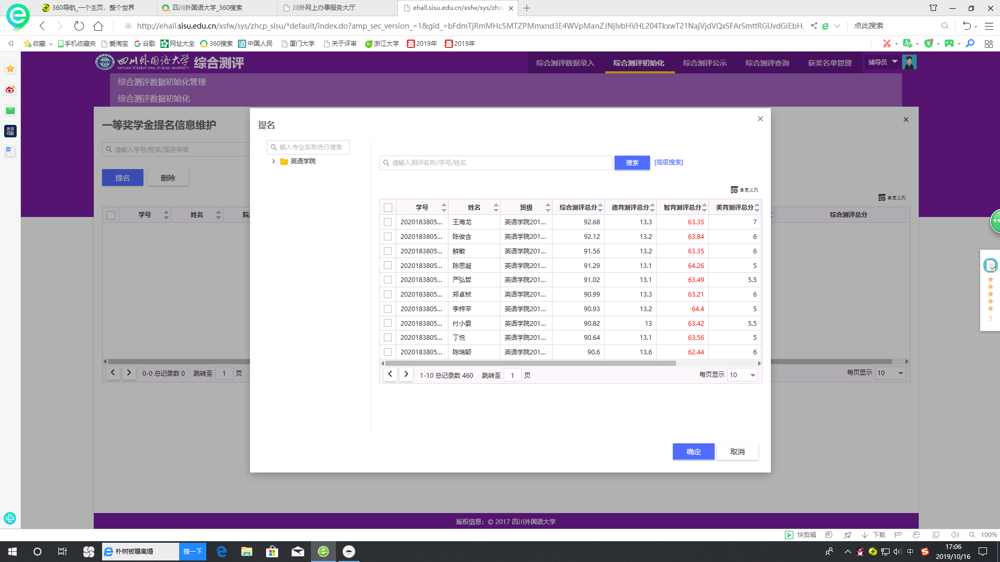 360导航_一个主页，整个世界
四川外国语大学_360搜索
川外网上办事服务大厅
ehall.sisu.edu.cn/xsfw/sys/zhc
http://ehall.sisu.edu.cn/xsfw/sys/zhcp_sisu/*default/index.do?amp_sec_version_=1&gid_=bFdmTjRmMHc5MTZPMmxnd3E4WVpManZJNjlvbHVHL204TkxwT21NajVjdVQxSFArSmttRGUvdGlEbH.
点此搜索
收藏 手机收藏夹 爱淘宝 谷歌 网址大全 360搜索 中国人民 厦门大学 关于评审 浙江大学 2019年 2019年
四川外国语大学 综合测评
SICHUAN INTERNATIONAL STUDIES UNIVERSITY
综合测评数据录入 综合测评初始化 综合测评公示 综合测评查询 获奖名单管理 辅导员
综合测评数据初始化管理
综合测评数据初始化
一等奖学金提名信息维护
请输入学号/姓名/现在年级
提名 删除
学号 姓名 院
自定义列
综合测评总分
0-0 总记录数 0 跳转至 1 页
每页显示 10
提名
输入专业名称进行搜索
英语学院
请输入测评名称/学号/姓名
搜索 [高级搜索]
自定义列
学号 姓名 班级 综合测评总分 德育测评总分 智育测评总分 美育测评总分
2020183805... 王海龙 英语学院201... 92.68 13.3 63.35 7
2020183805... 陈俊含 英语学院201... 92.12 13.2 63.84 6
2020183805... 鲜敏 英语学院201... 91.56 13.2 63.35 6
2020183805... 陈思凝 英语学院201... 91.29 13.1 64.26 5
2020183805... 严弘哲 英语学院201... 91.02 13.1 63.49 5.5
2020183805... 郑卓桢 英语学院201... 90.99 13.3 63.21 6
2020183805... 李梓芊 英语学院201... 90.93 13.2 64.4 5
2020183805... 付小晏 英语学院201... 90.82 13 63.42 5.5
2020183805... 丁悦 英语学院201... 90.64 13.1 63.56 5
2020183805... 陈瑞颖 英语学院201... 90.6 13.6 62.44 6
1-10 总记录数 460 跳转至 1 页
每页显示 10
确定 取消
44
5
版权信息：© 2017 四川外国语大学
快剪辑 下载 100%
朴树被曝离婚 搜一下
中
17:06
2019/10/16